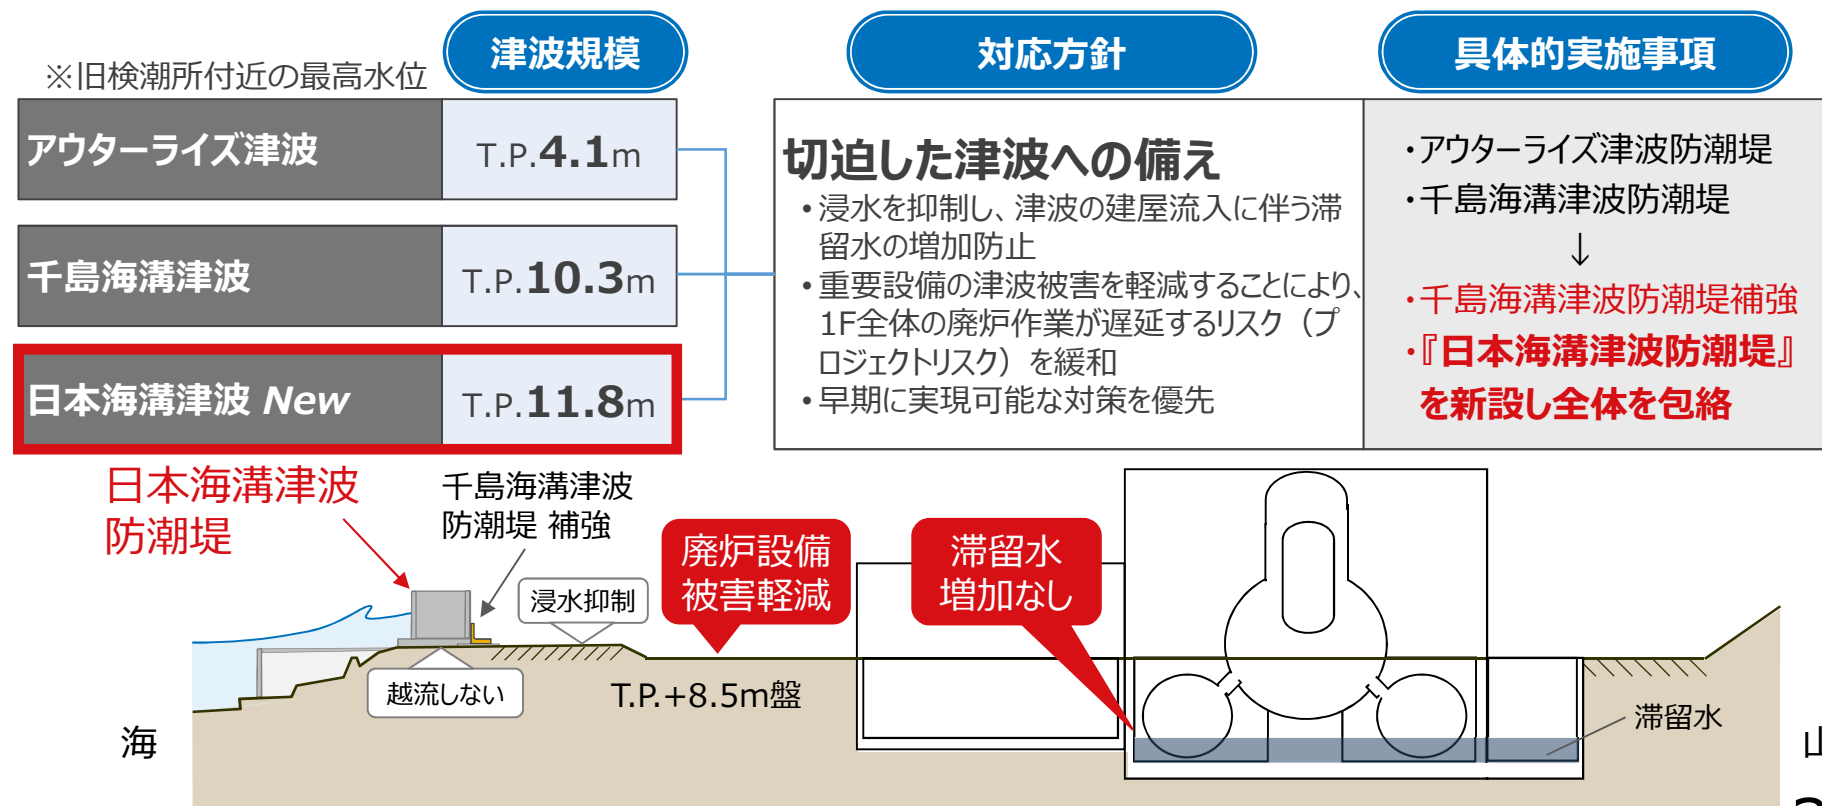 津波規模
対応方針
具体的実施事項
※旧検潮所付近の最高水位
アウターライズ津波
T.P.4.1m
千島海溝津波
T.P.10.3m
日本海溝津波 New
T.P.11.8m
切迫した津波への備え
•浸水を抑制し、津波の建屋流入に伴う滞
留水の増加防止
•重要設備の津波被害を軽減することにより、
1F全体の廃炉作業が遅延するリスク（プ
ロジェクトリスク）を緩和
•早期に実現可能な対策を優先
・アウターライズ津波防潮堤
・千島海溝津波防潮堤
↓
・千島海溝津波防潮堤補強
・『日本海溝津波防潮堤』
を新設し全体を包絡
日本海溝津波
防潮堤
千島海溝津波
防潮堤 補強
浸水抑制
廃炉設備
被害軽減
滞留水
増加なし
越流しない
T.P.+8.5m盤
滞留水
海